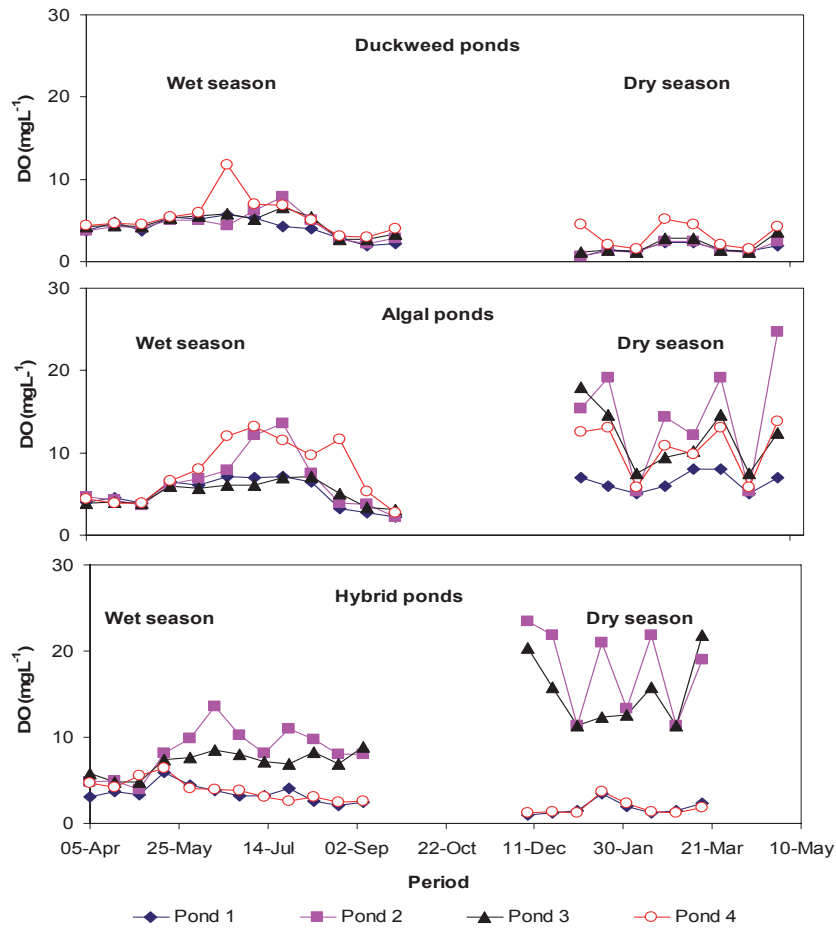 30
Duckweed ponds
Wet season
Dry season
20
DO (mgL-1)
10
0
30
Algal ponds
Wet season
Dry season
20
DO (mgL-1)
10
0
30
Hybrid ponds
Wet season
Dry season
20
DO (mgL-1)
10
0
05-Apr 25-May 14-Jul 02-Sep 22-Oct 11-Dec 30-Jan 21-Mar 10-May
Period
Pond 1 Pond 2 Pond 3 Pond 4